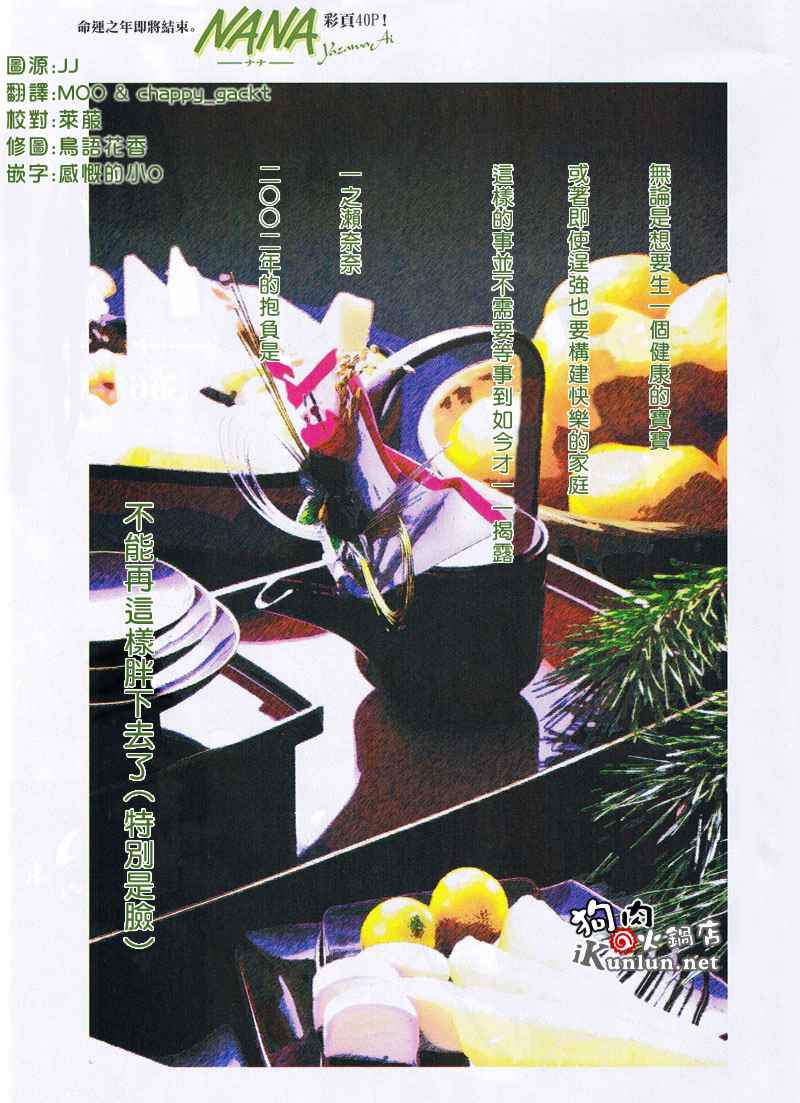 命運之年即將結束。
NANA
ナナ
彩頁40P！
Yazawa Ai
圖源:JJ
翻譯:MOO & chappy_gackt
校對:萊菔
修圖:鳥語花香
嵌字:感慨的小O
無論是想要生一個健康的寶寶
或者即使逞強也要構建快樂的家庭
這樣的事並不需要等事到如今才一一揭露
一之瀨奈奈
二〇〇二年的抱負是
不能再這樣胖下去了（特別是臉）
狗肉火鍋店
iKunlun.net